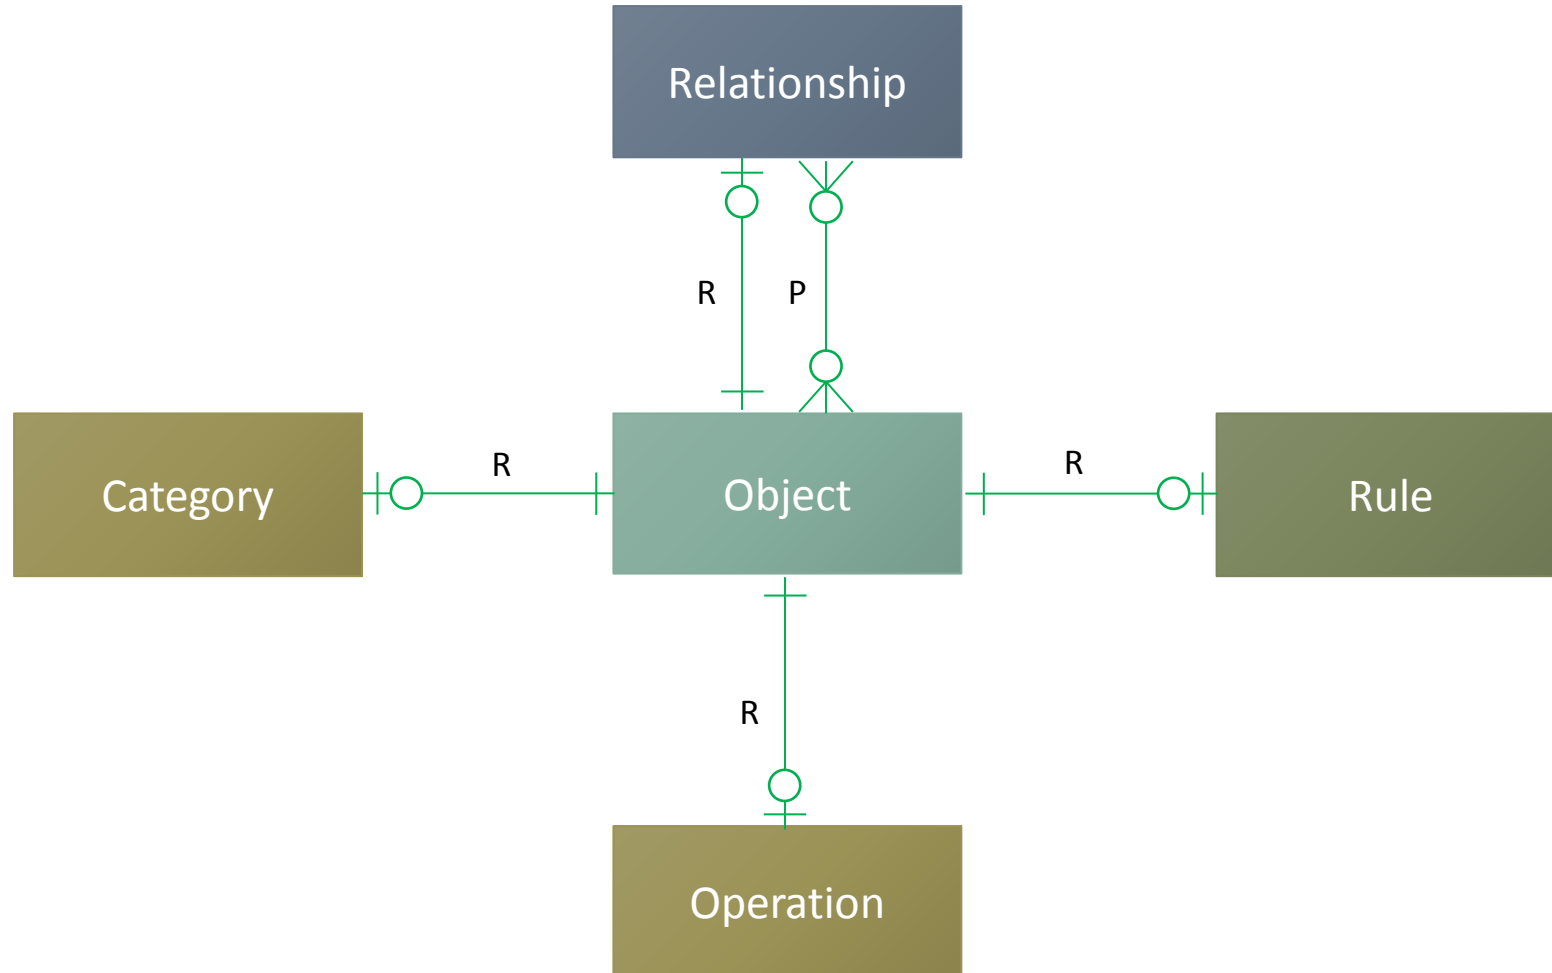 Relationship
R
P
Category
R
Object
R
Rule
R
Operation